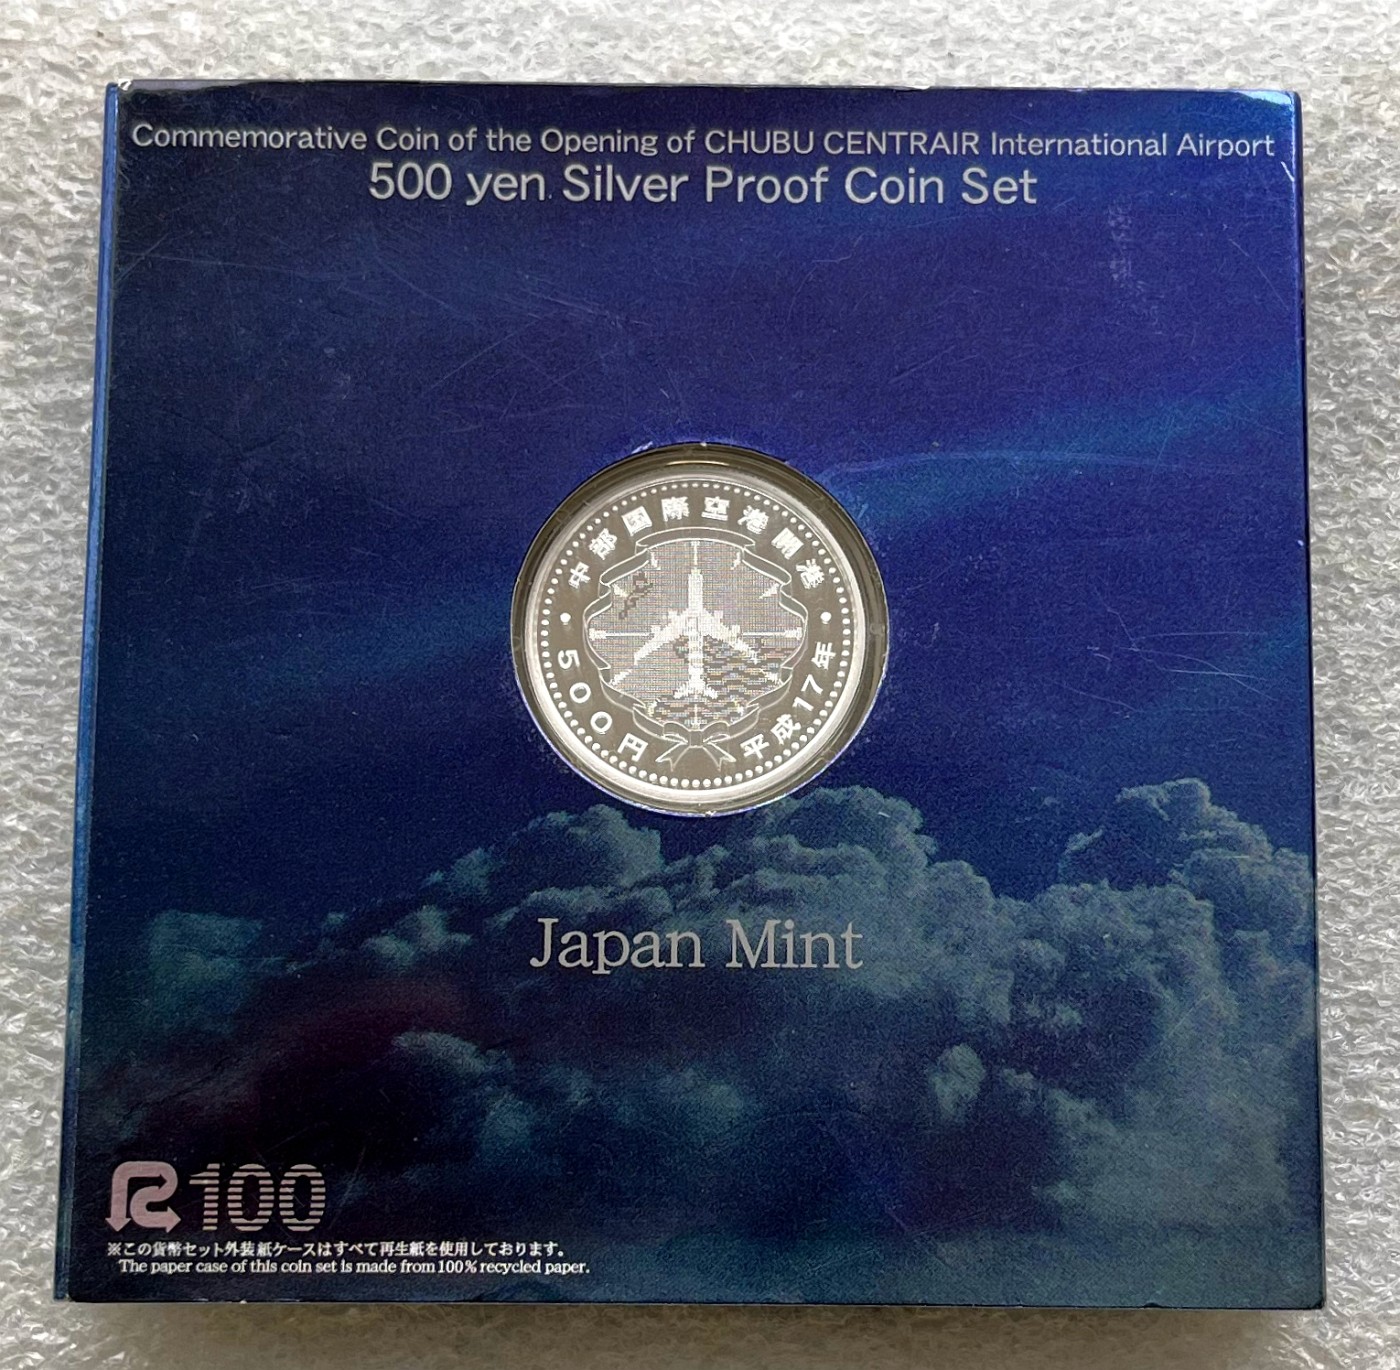 Commemorative Coin of the Opening of CHUBU CENTRAIR International Airport
500 yen Silver Proof Coin Set
中部国際空港開港
500円
平成17年
Japan Mint
R100
※この貨幣セット外装紙ケースはすべて再生紙を使用しております。
The paper case of this coin set is made from 100% recycled paper.